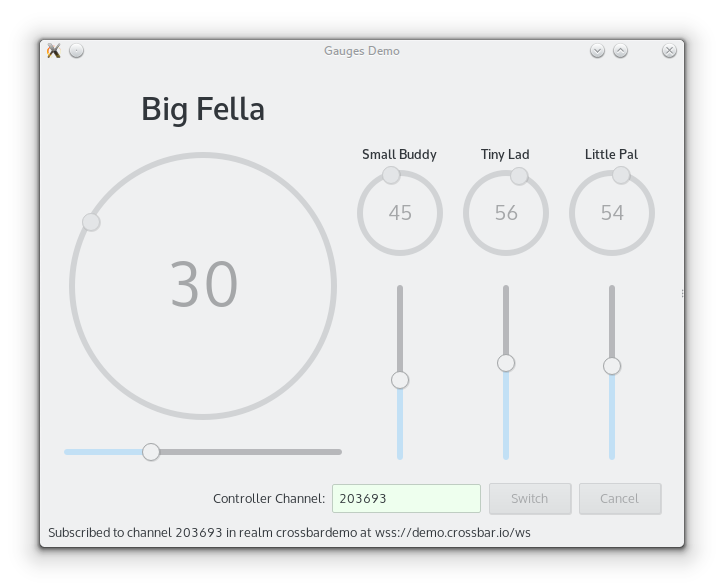 Gauges Demo
Big Fella
Small Buddy Tiny Lad Little Pal
45 56 54
30
Controller Channel: 203693 Switch Cancel
Subscribed to channel 203693 in realm crossbardemo at wss://demo.crossbar.io/ws